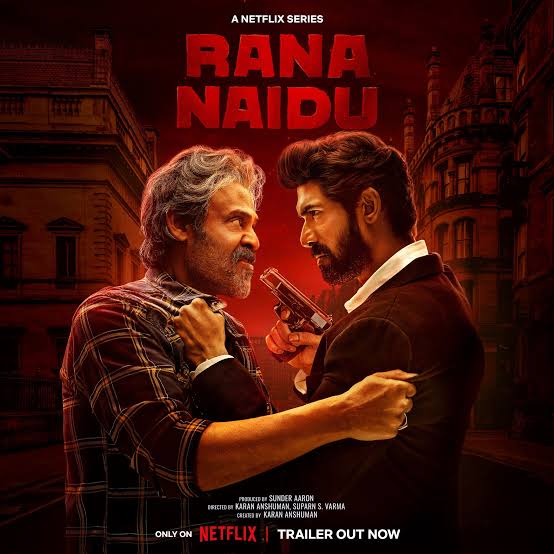 A NETFLIX SERIES
RANA
NAIDU
PRODUCED BY SUNDER AARON
DIRECTED BY KARAN ANSHUMAN, SUPARN S. VARMA
CREATED BY KARAN ANSHUMAN
ONLY ON NETFLIX | TRAILER OUT NOW